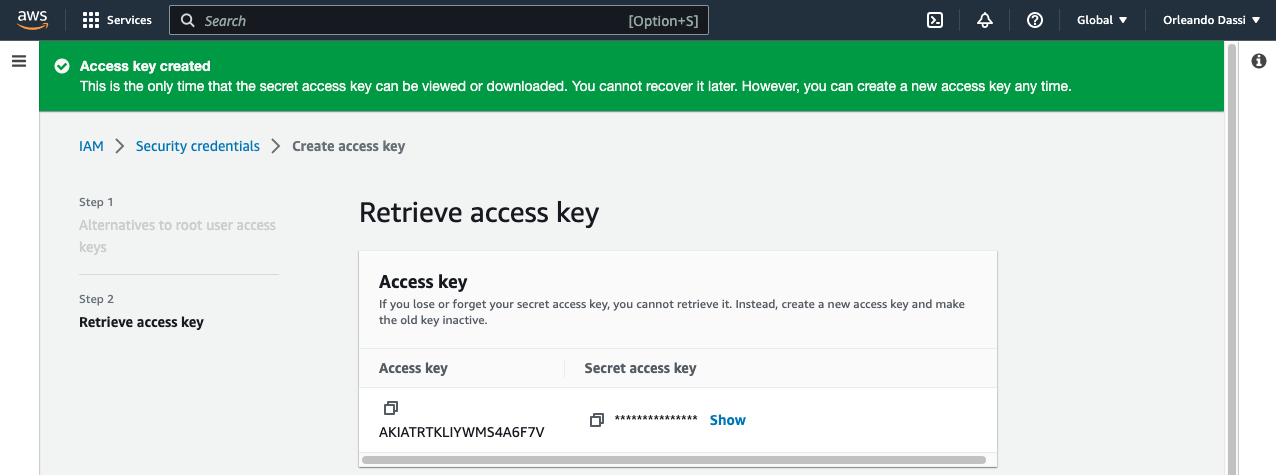 aws
Services
Search
[Option+S]
Global
Orleando Dassi
Access key created
This is the only time that the secret access key can be viewed or downloaded. You cannot recover it later. However, you can create a new access key any time.
IAM > Security credentials > Create access key
Step 1
Alternatives to root user access
keys
Step 2
Retrieve access key
Retrieve access key
Access key
If you lose or forget your secret access key, you cannot retrieve it. Instead, create a new access key and make
the old key inactive.
Access key
Secret access key
AKIATRTKLIYWMS4A6F7V
*************** Show